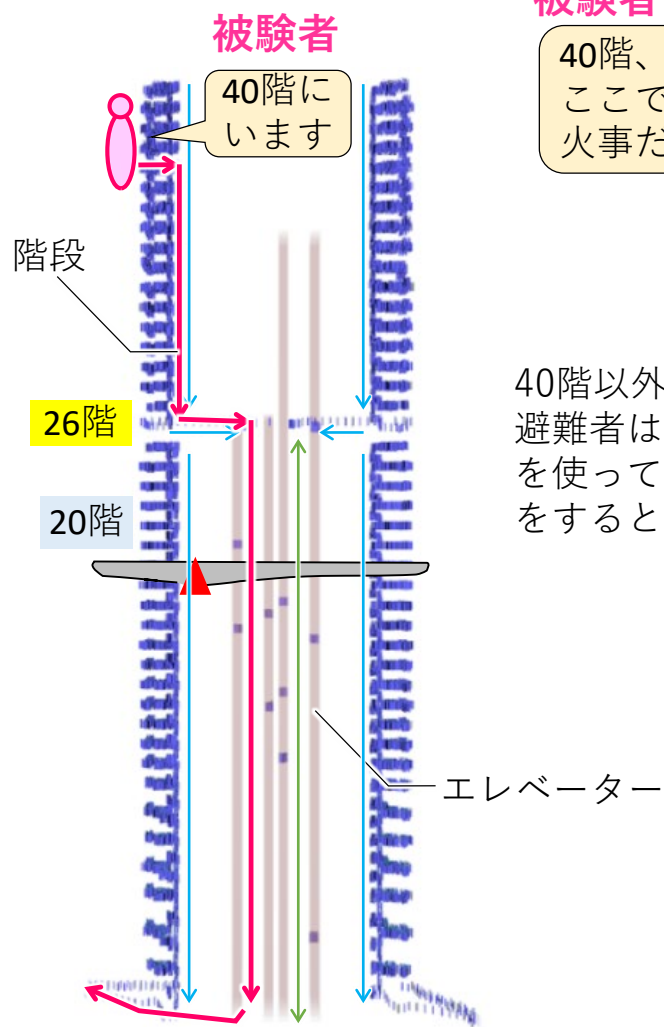 被験者
40階に
います
階段
26階
20階
エレベーター
被験者
40階、
ここで
火事だ
40階以外
避難者は
を使って
をすると